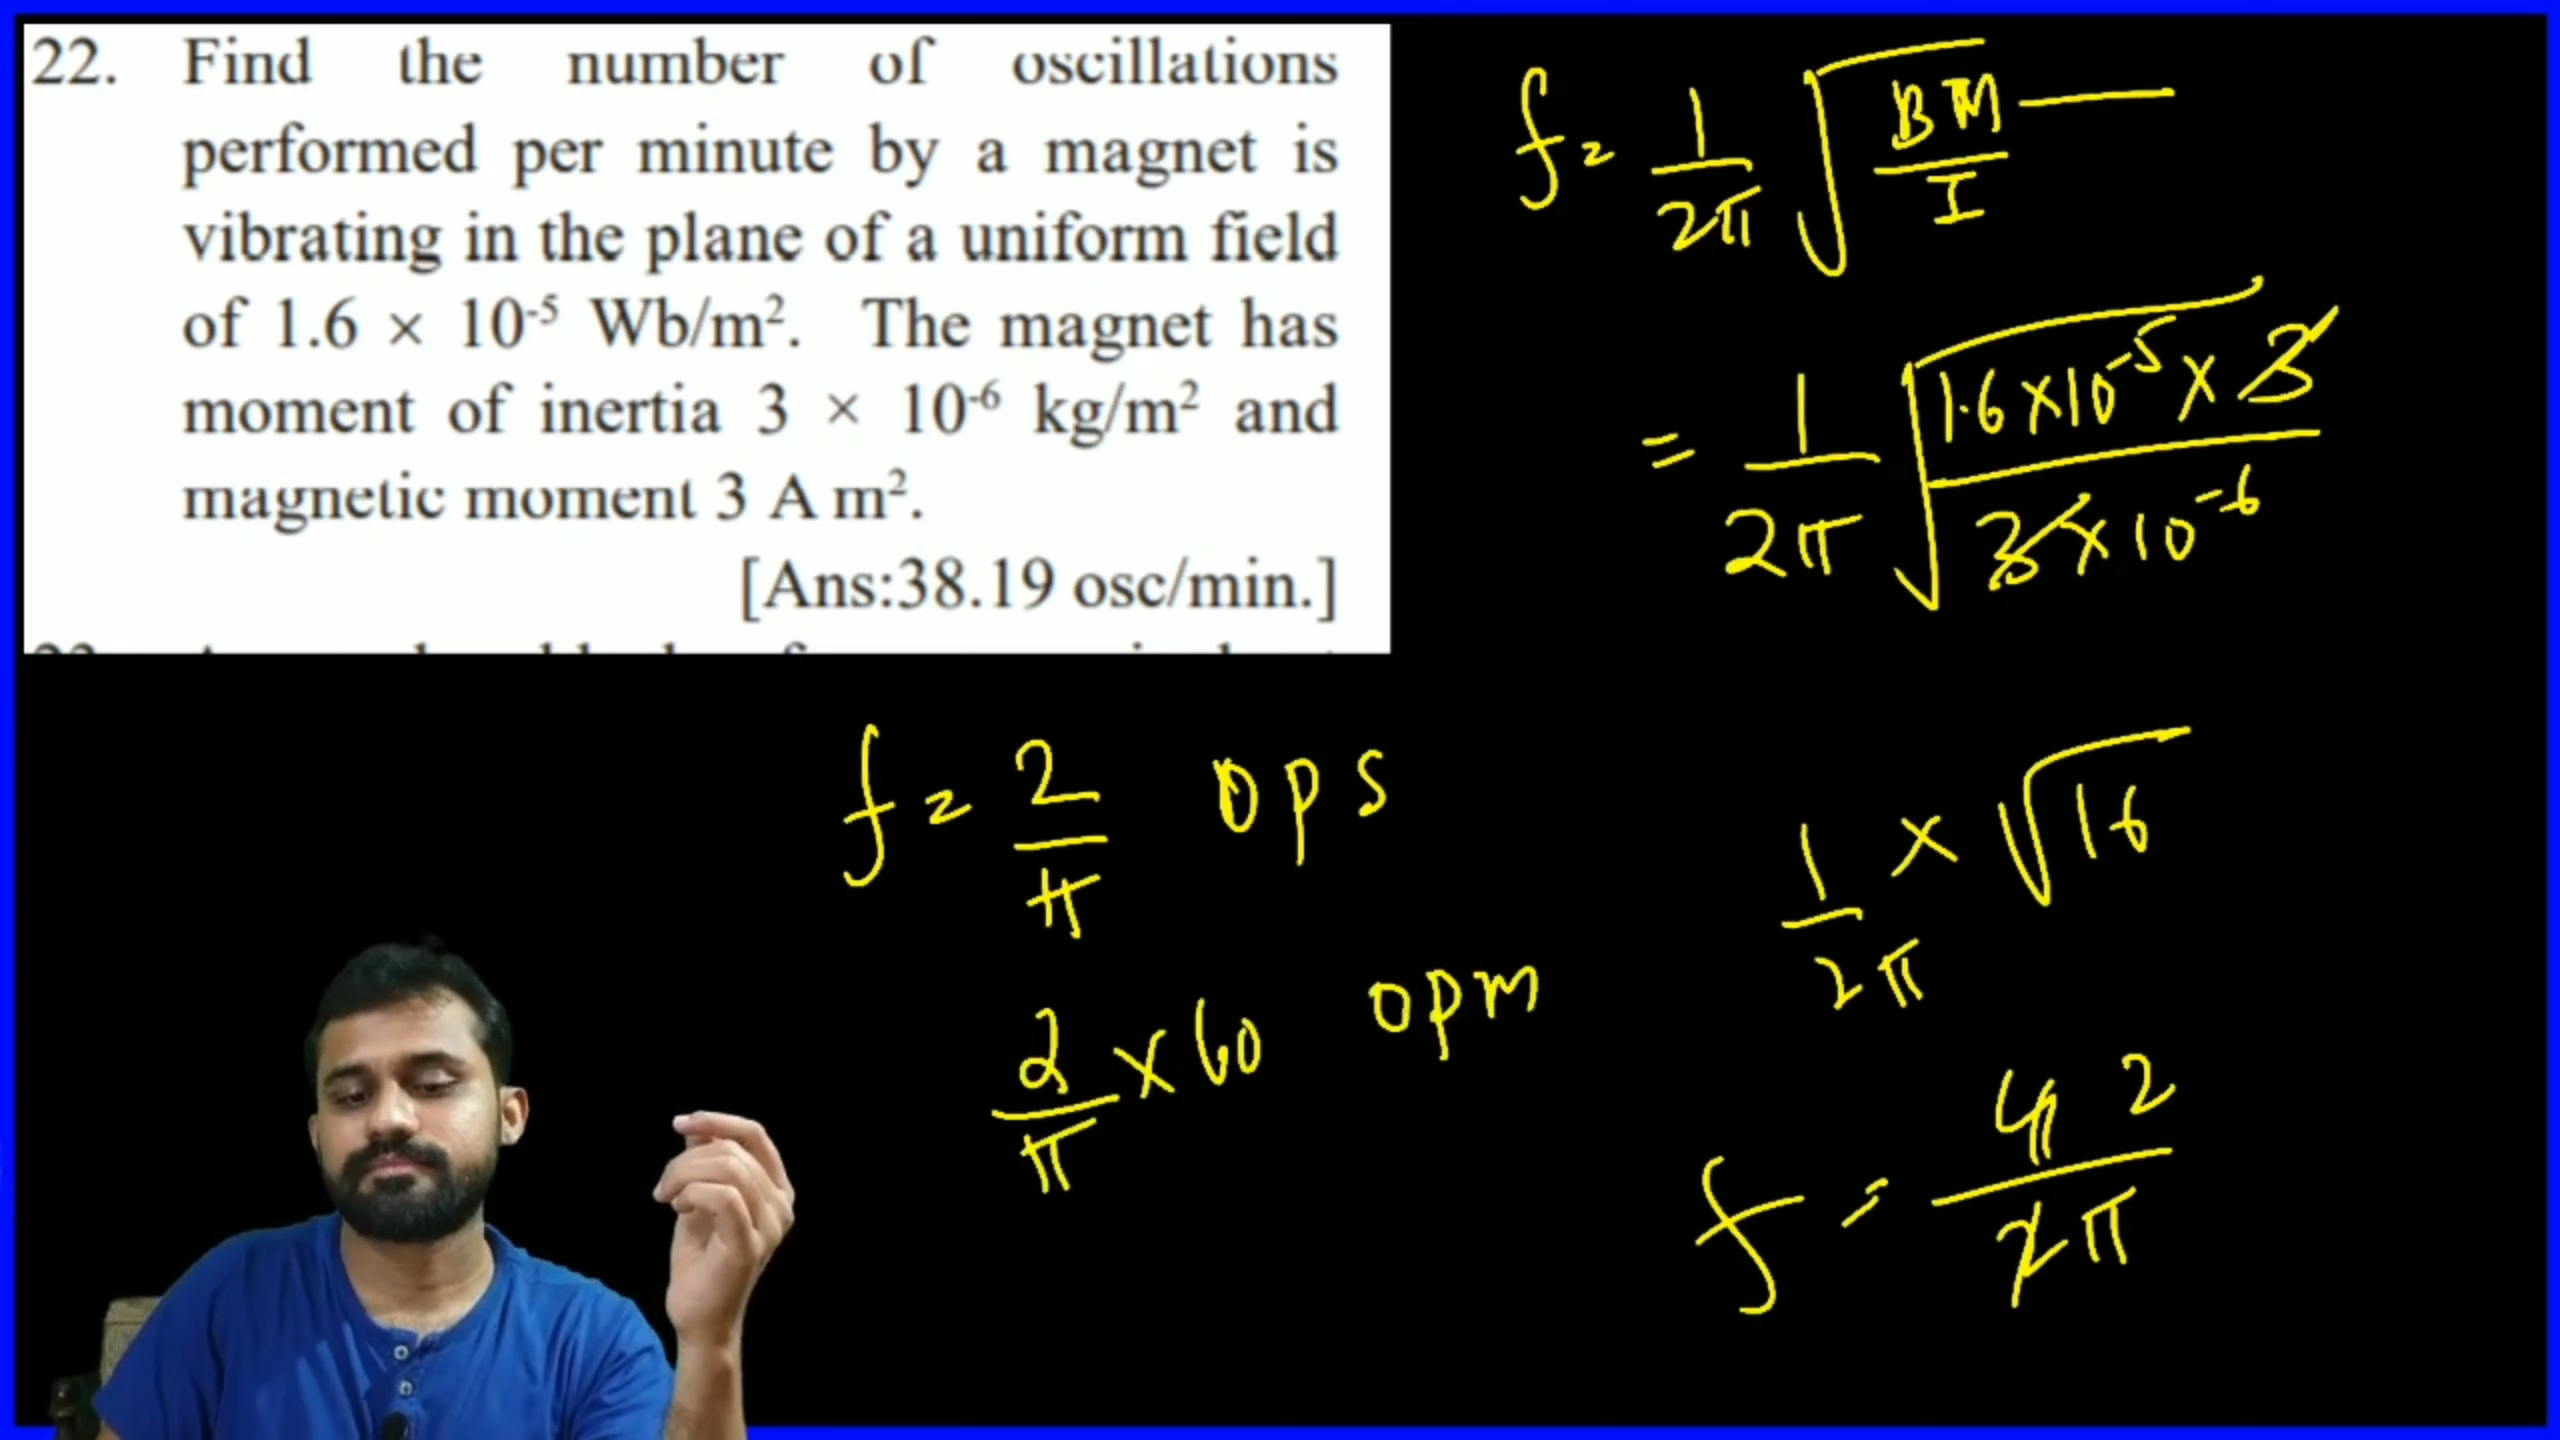 22. Find the number of oscillations
performed per minute by a magnet is
vibrating in the plane of a uniform field
of 1.6 × 10⁻⁵ Wb/m². The magnet has
moment of inertia 3 × 10⁻⁶ kg/m² and
magnetic moment 3 A m².
[Ans:38.19 osc/min.]
f = 1/2π √(BM/I)
= 1/2π √(1.6×10⁻⁵×3/3×10⁻⁶)
1/2π × √16
f = 4 2/2π
f = 2/π ops
2/π × 60 opm